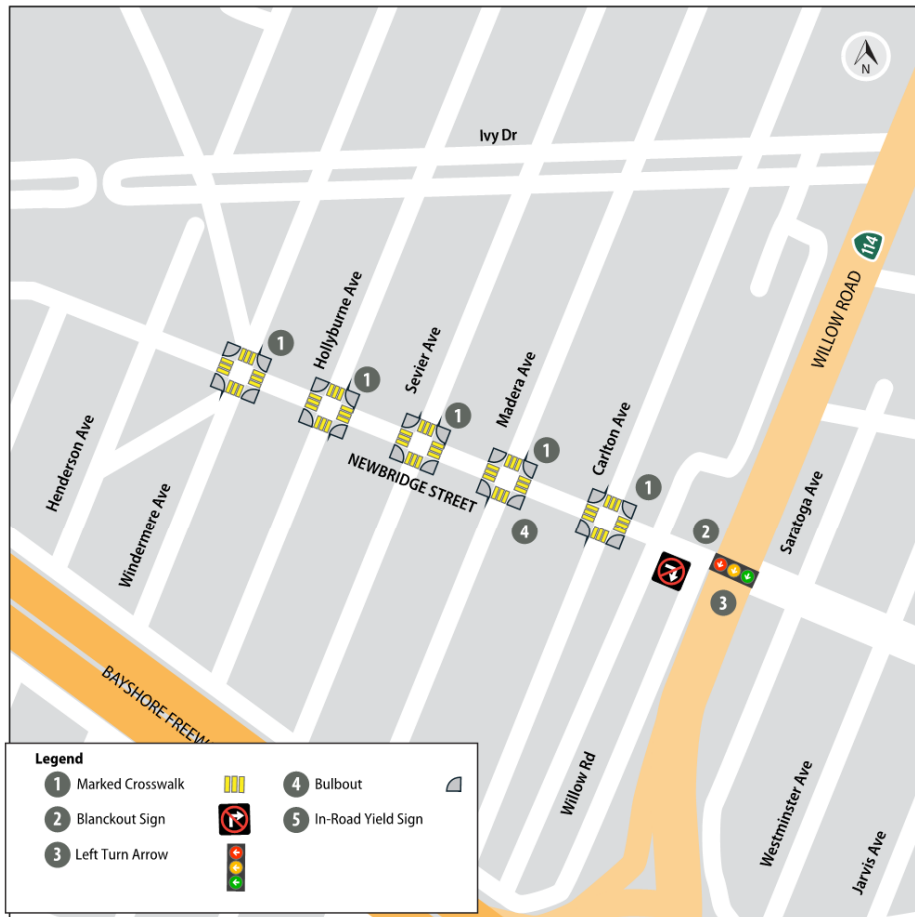 N
Ivy Dr
114
WILLOW ROAD
Hollyburne Ave
Sevier Ave
Madera Ave
Carlton Ave
1
1
1
1
1
NEWBRIDGE STREET
Henderson Ave
Windermere Ave
4
2
3
Saratoga Ave
BAYSHORE FREEW
Willow Rd
Westminster Ave
Jarvis Ave
Legend
1 Marked Crosswalk
2 Blanckout Sign
3 Left Turn Arrow
4 Bulbout
5 In-Road Yield Sign